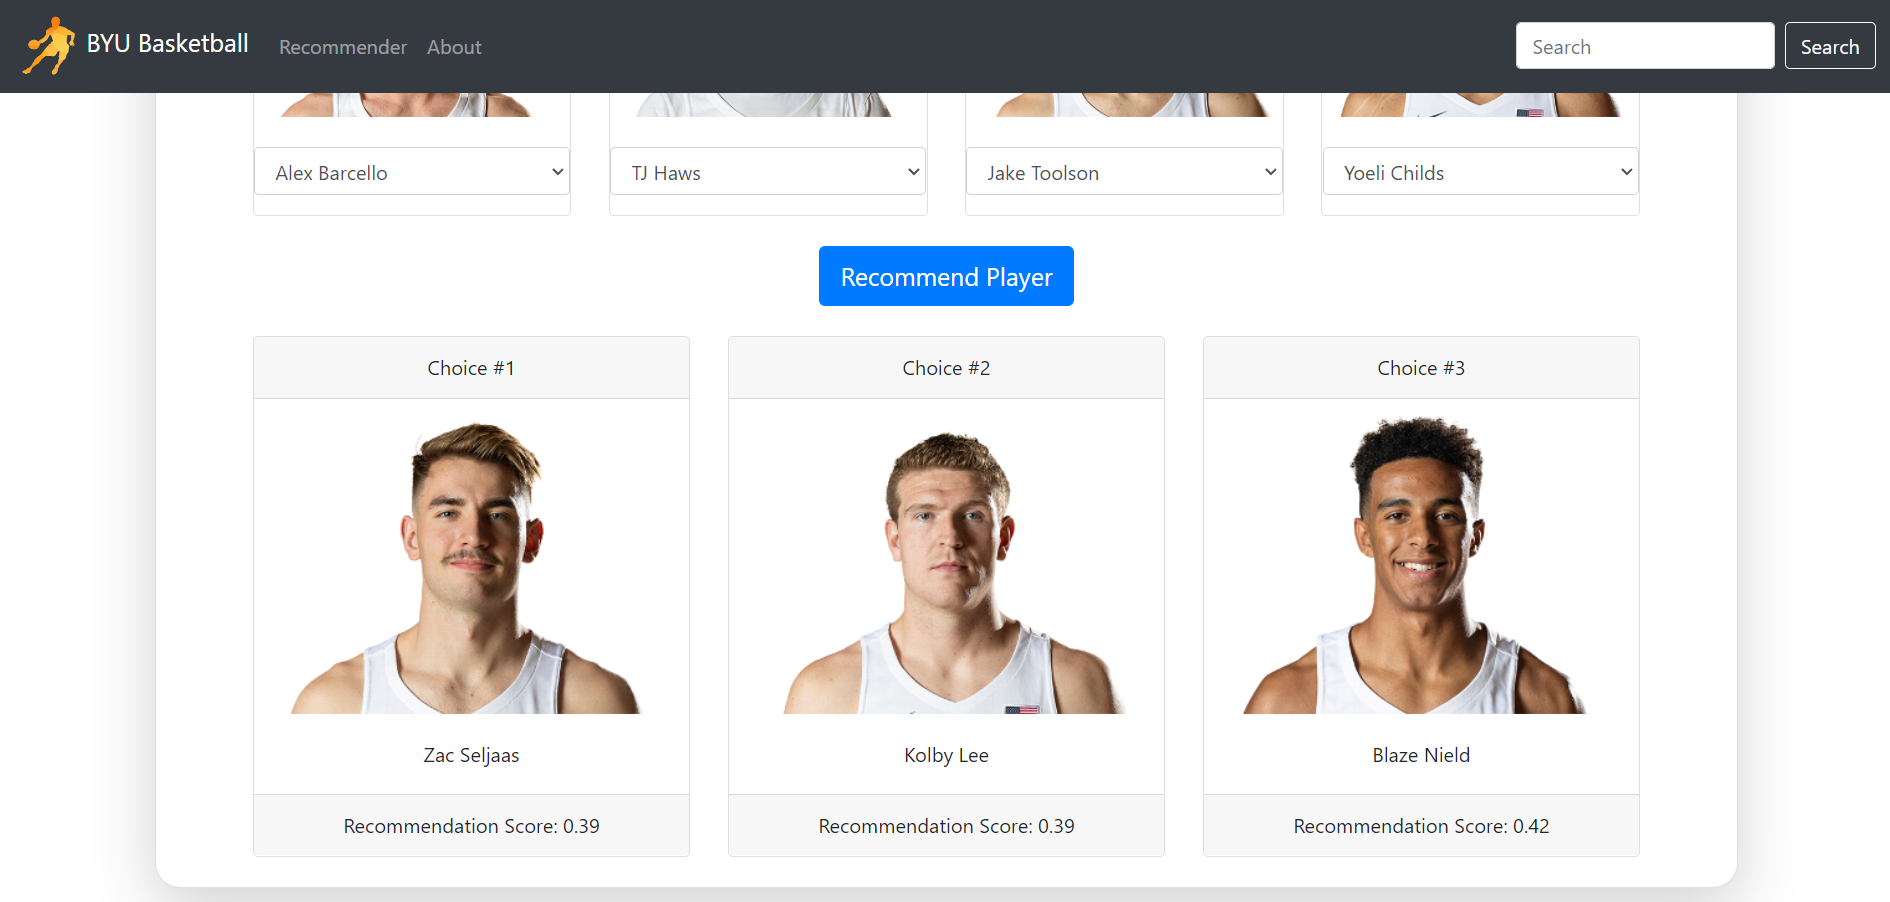 BYU Basketball
Recommender
About
Search
Search
Alex Barcello
TJ Haws
Jake Toolson
Yoeli Childs
Recommend Player
Choice #1
Choice #2
Choice #3
Zac Seljaas
Kolby Lee
Blaze Nield
Recommendation Score: 0.39
Recommendation Score: 0.39
Recommendation Score: 0.42